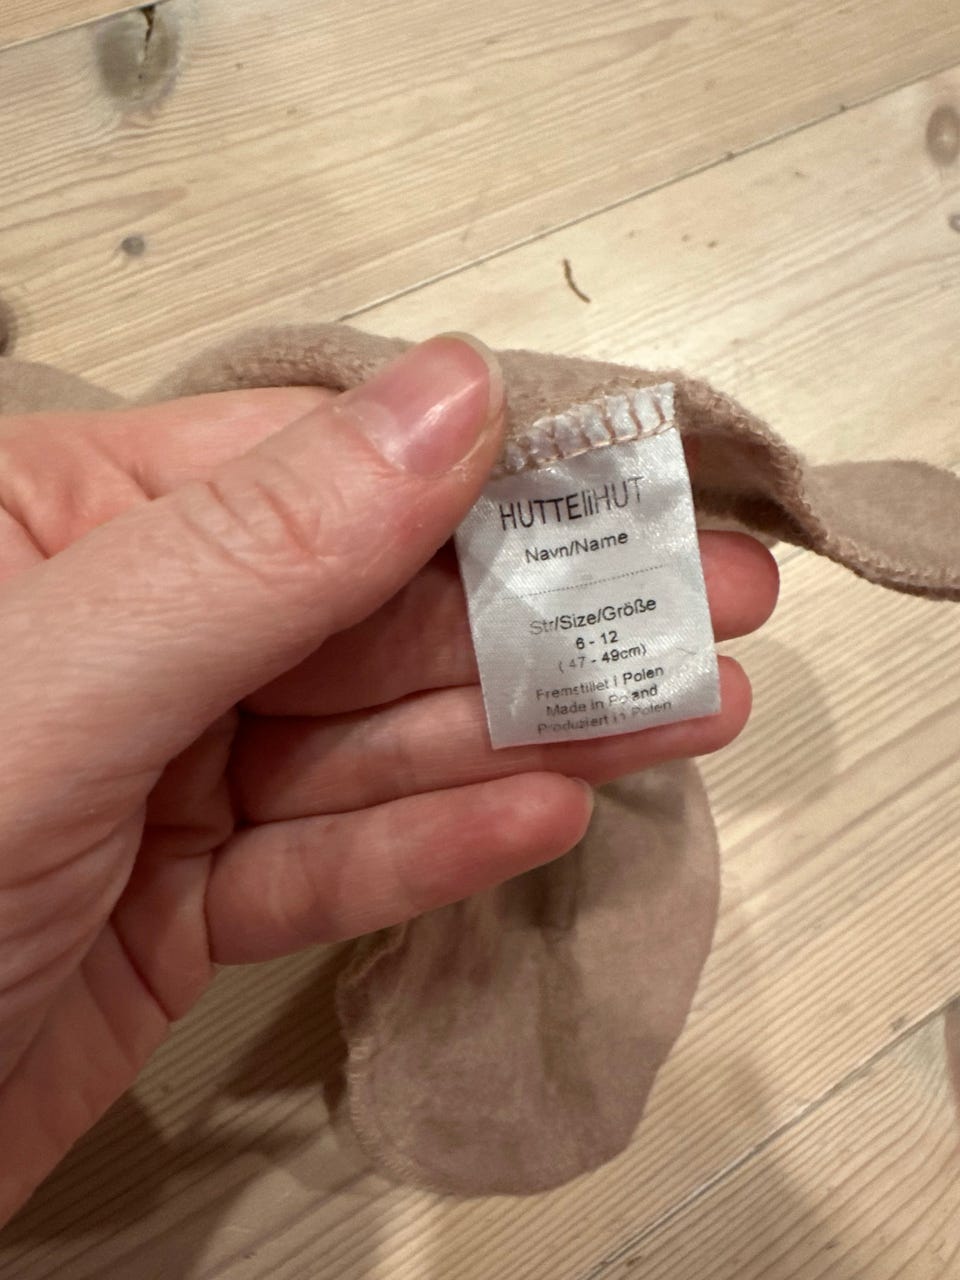 HUTTEliHUT
Navn/Name
Str/Size/Größe
6 - 12
( 47 - 49cm)
Fremstillet I Polen
Made in Poland
Produziert in Polen